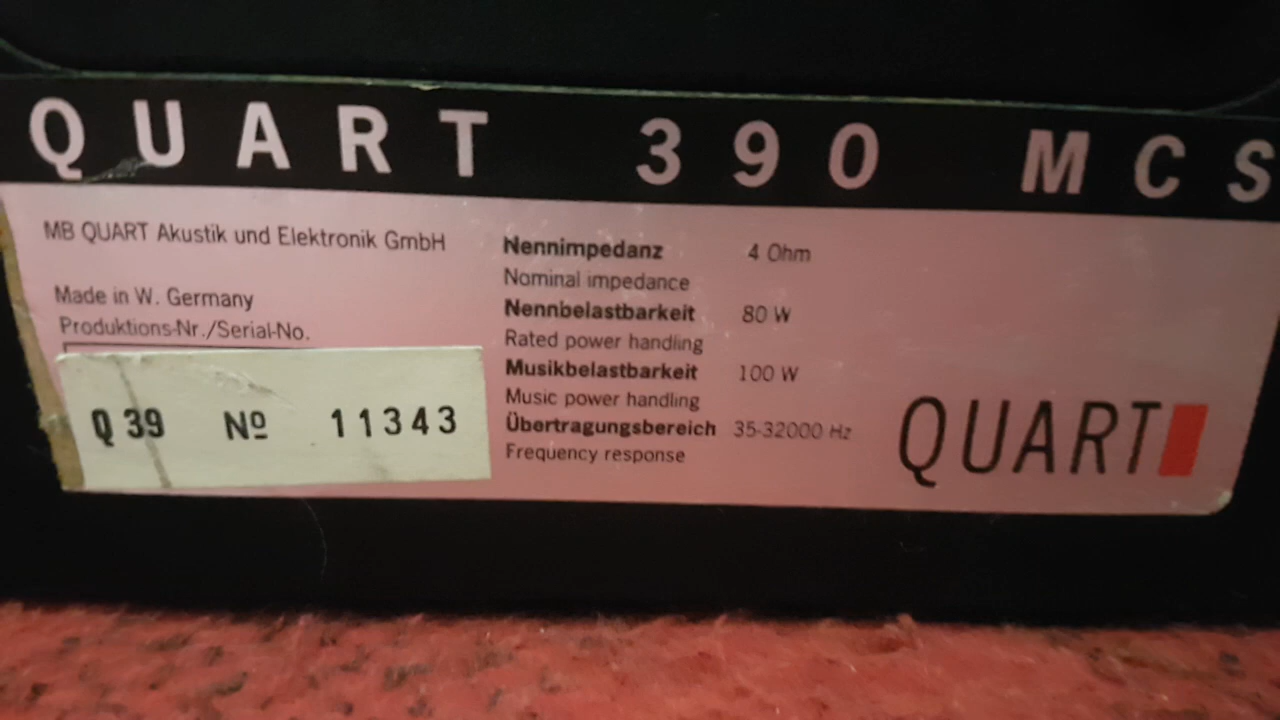 QUART 390 MCS
MB QUART Akustik und Elektronik GmbH
Made in W. Germany
Produktions-Nr./Serial-No.
Q 39 Nº 11343
Nennimpedanz 4 Ohm
Nominal impedance
Nennbelastbarkeit 80 W
Rated power handling
Musikbelastbarkeit 100 W
Music power handling
Übertragungsbereich 35-32000 Hz
Frequency response
QUART